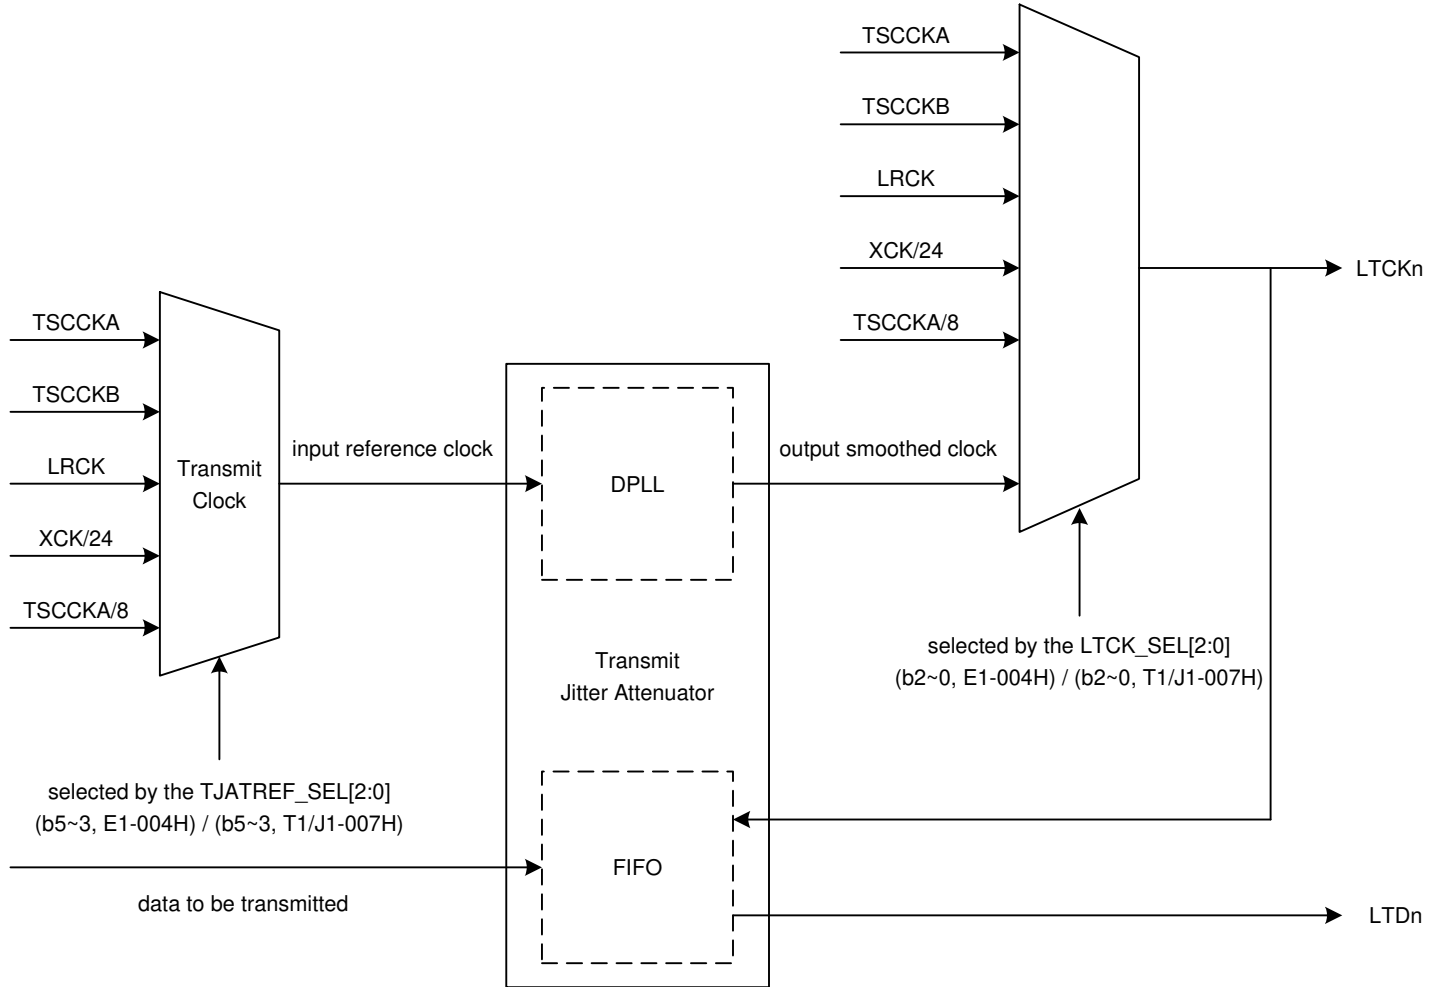 TSCCKA
TSCCKB
LRCK
XCK/24
TSCCKA/8
LTCKn
TSCCKA
TSCCKB
LRCK
XCK/24
TSCCKA/8
Transmit
Clock
input reference clock
DPLL
output smoothed clock
Transmit
Jitter Attenuator
selected by the LTCK_SEL[2:0]
(b2~0, E1-004H) / (b2~0, T1/J1-007H)
selected by the TJATREF_SEL[2:0]
(b5~3, E1-004H) / (b5~3, T1/J1-007H)
FIFO
data to be transmitted
LTDn